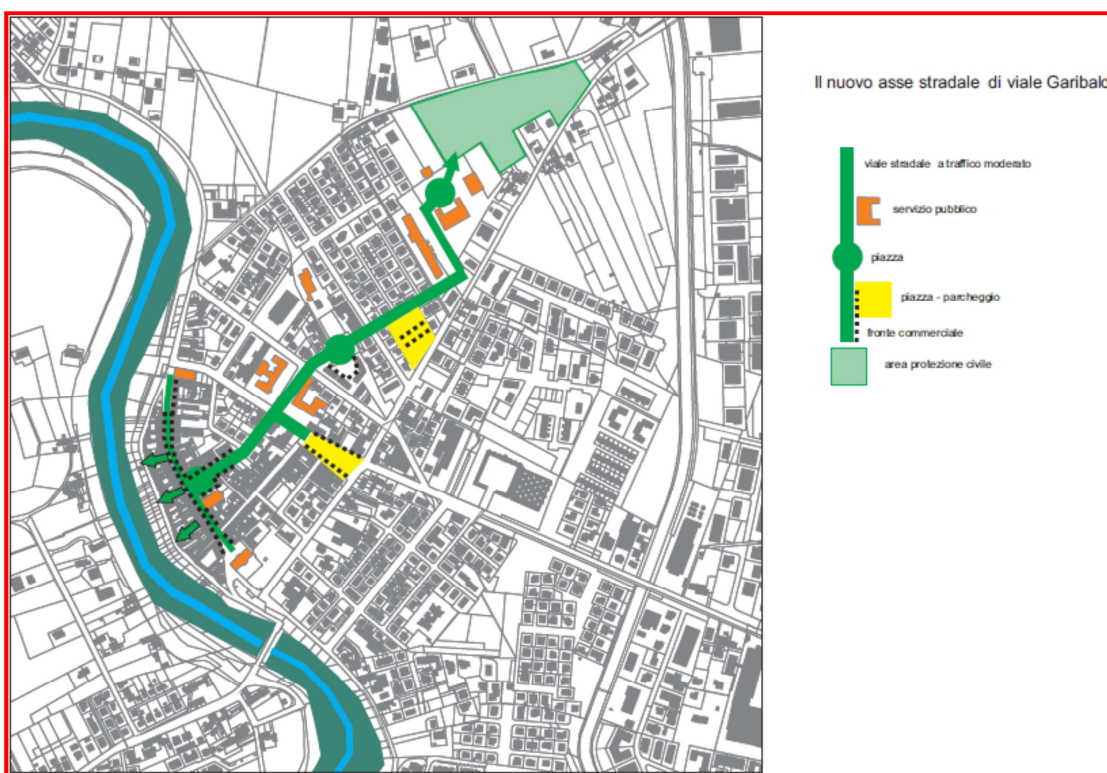 Il nuovo asse stradale di viale Garibald
viale stradale a traffico moderato
servizio pubblico
piazza
piazza - parcheggio
fronte commerciale
area protezione civile